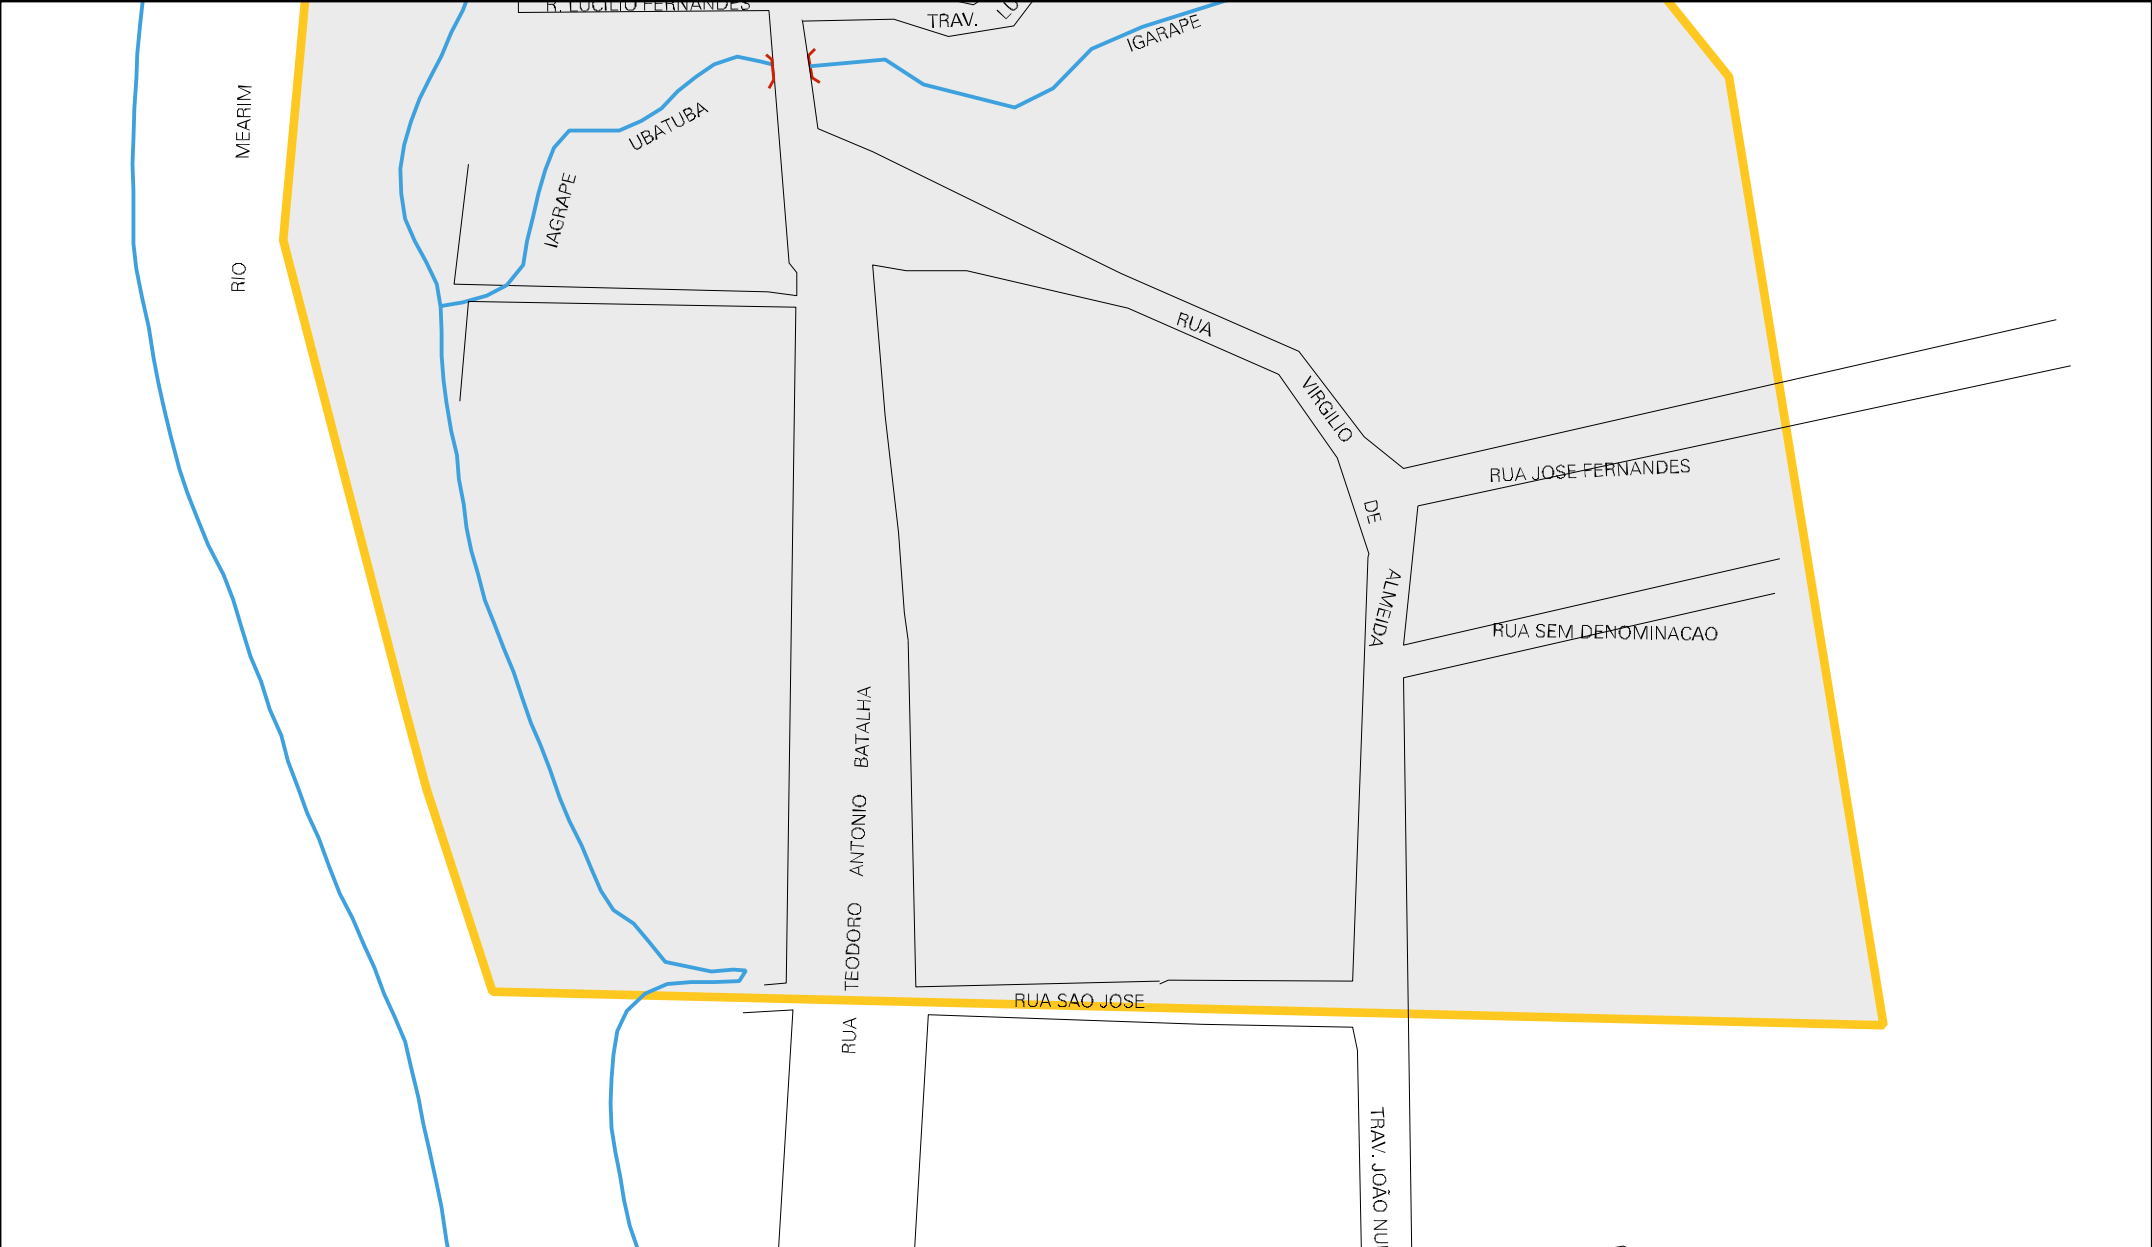 R. LUCILIO FERNANDES
TRAV.
LU
IGARAPE
MEARIM
RIO
UBATUBA
IAGRAPE
RUA
VIRGILIO
DE
ALMEIDA
RUA JOSE FERNANDES
RUA SEM DENOMINACAO
RUA TEODORO ANTONIO BATALHA
RUA SAO JOSE
TRAV. JOÃO NU